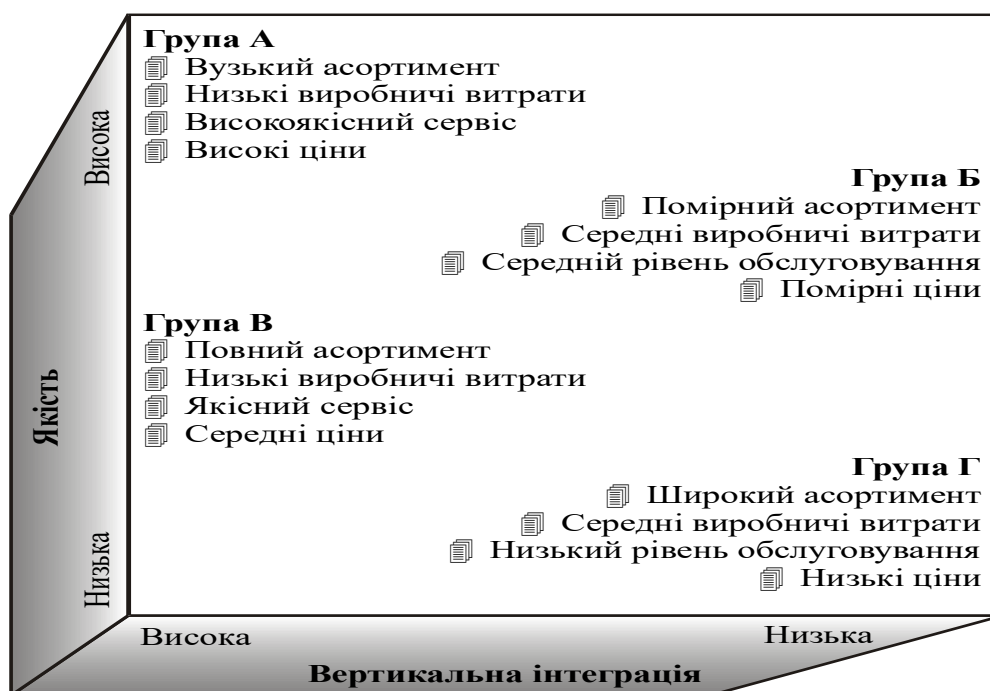 Група А
Вузький асортимент
Низькі виробничі витрати
Високоякісний сервіс
Високі ціни
Група Б
Помірний асортимент
Середні виробничі витрати
Середній рівень обслуговування
Помірні ціни
Група В
Повний асортимент
Низькі виробничі витрати
Якісний сервіс
Середні ціни
Група Г
Широкий асортимент
Середні виробничі витрати
Низький рівень обслуговування
Низькі ціни
Висока
Якість
Низька
Висока
Низька
Вертикальна інтеграція